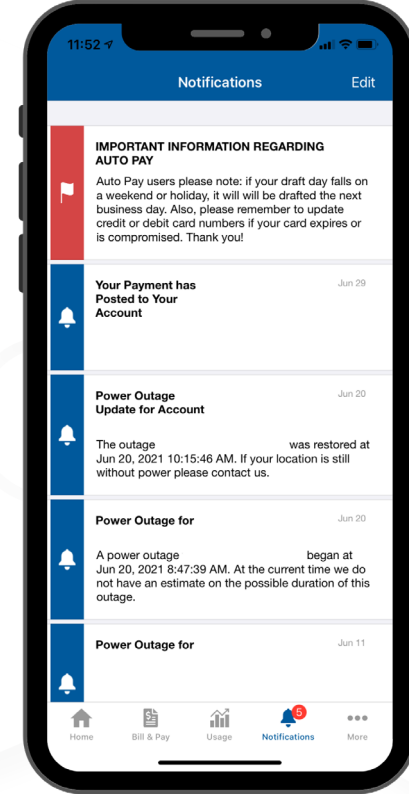 11:52
Notifications Edit
IMPORTANT INFORMATION REGARDING
AUTO PAY
Auto Pay users please note: if your draft day falls on
a weekend or holiday, it will will be drafted the next
business day. Also, please remember to update
credit or debit card numbers if your card expires or
is compromised. Thank you!
Your Payment has Jun 29
Posted to Your
Account
Power Outage Jun 20
Update for Account
The outage was restored at
Jun 20, 2021 10:15:46 AM. If your location is still
without power please contact us.
Power Outage for Jun 20
A power outage began at
Jun 20, 2021 8:47:39 AM. At the current time we do
not have an estimate on the possible duration of this
outage.
Power Outage for Jun 11
5
Home Bill & Pay Usage Notifications More